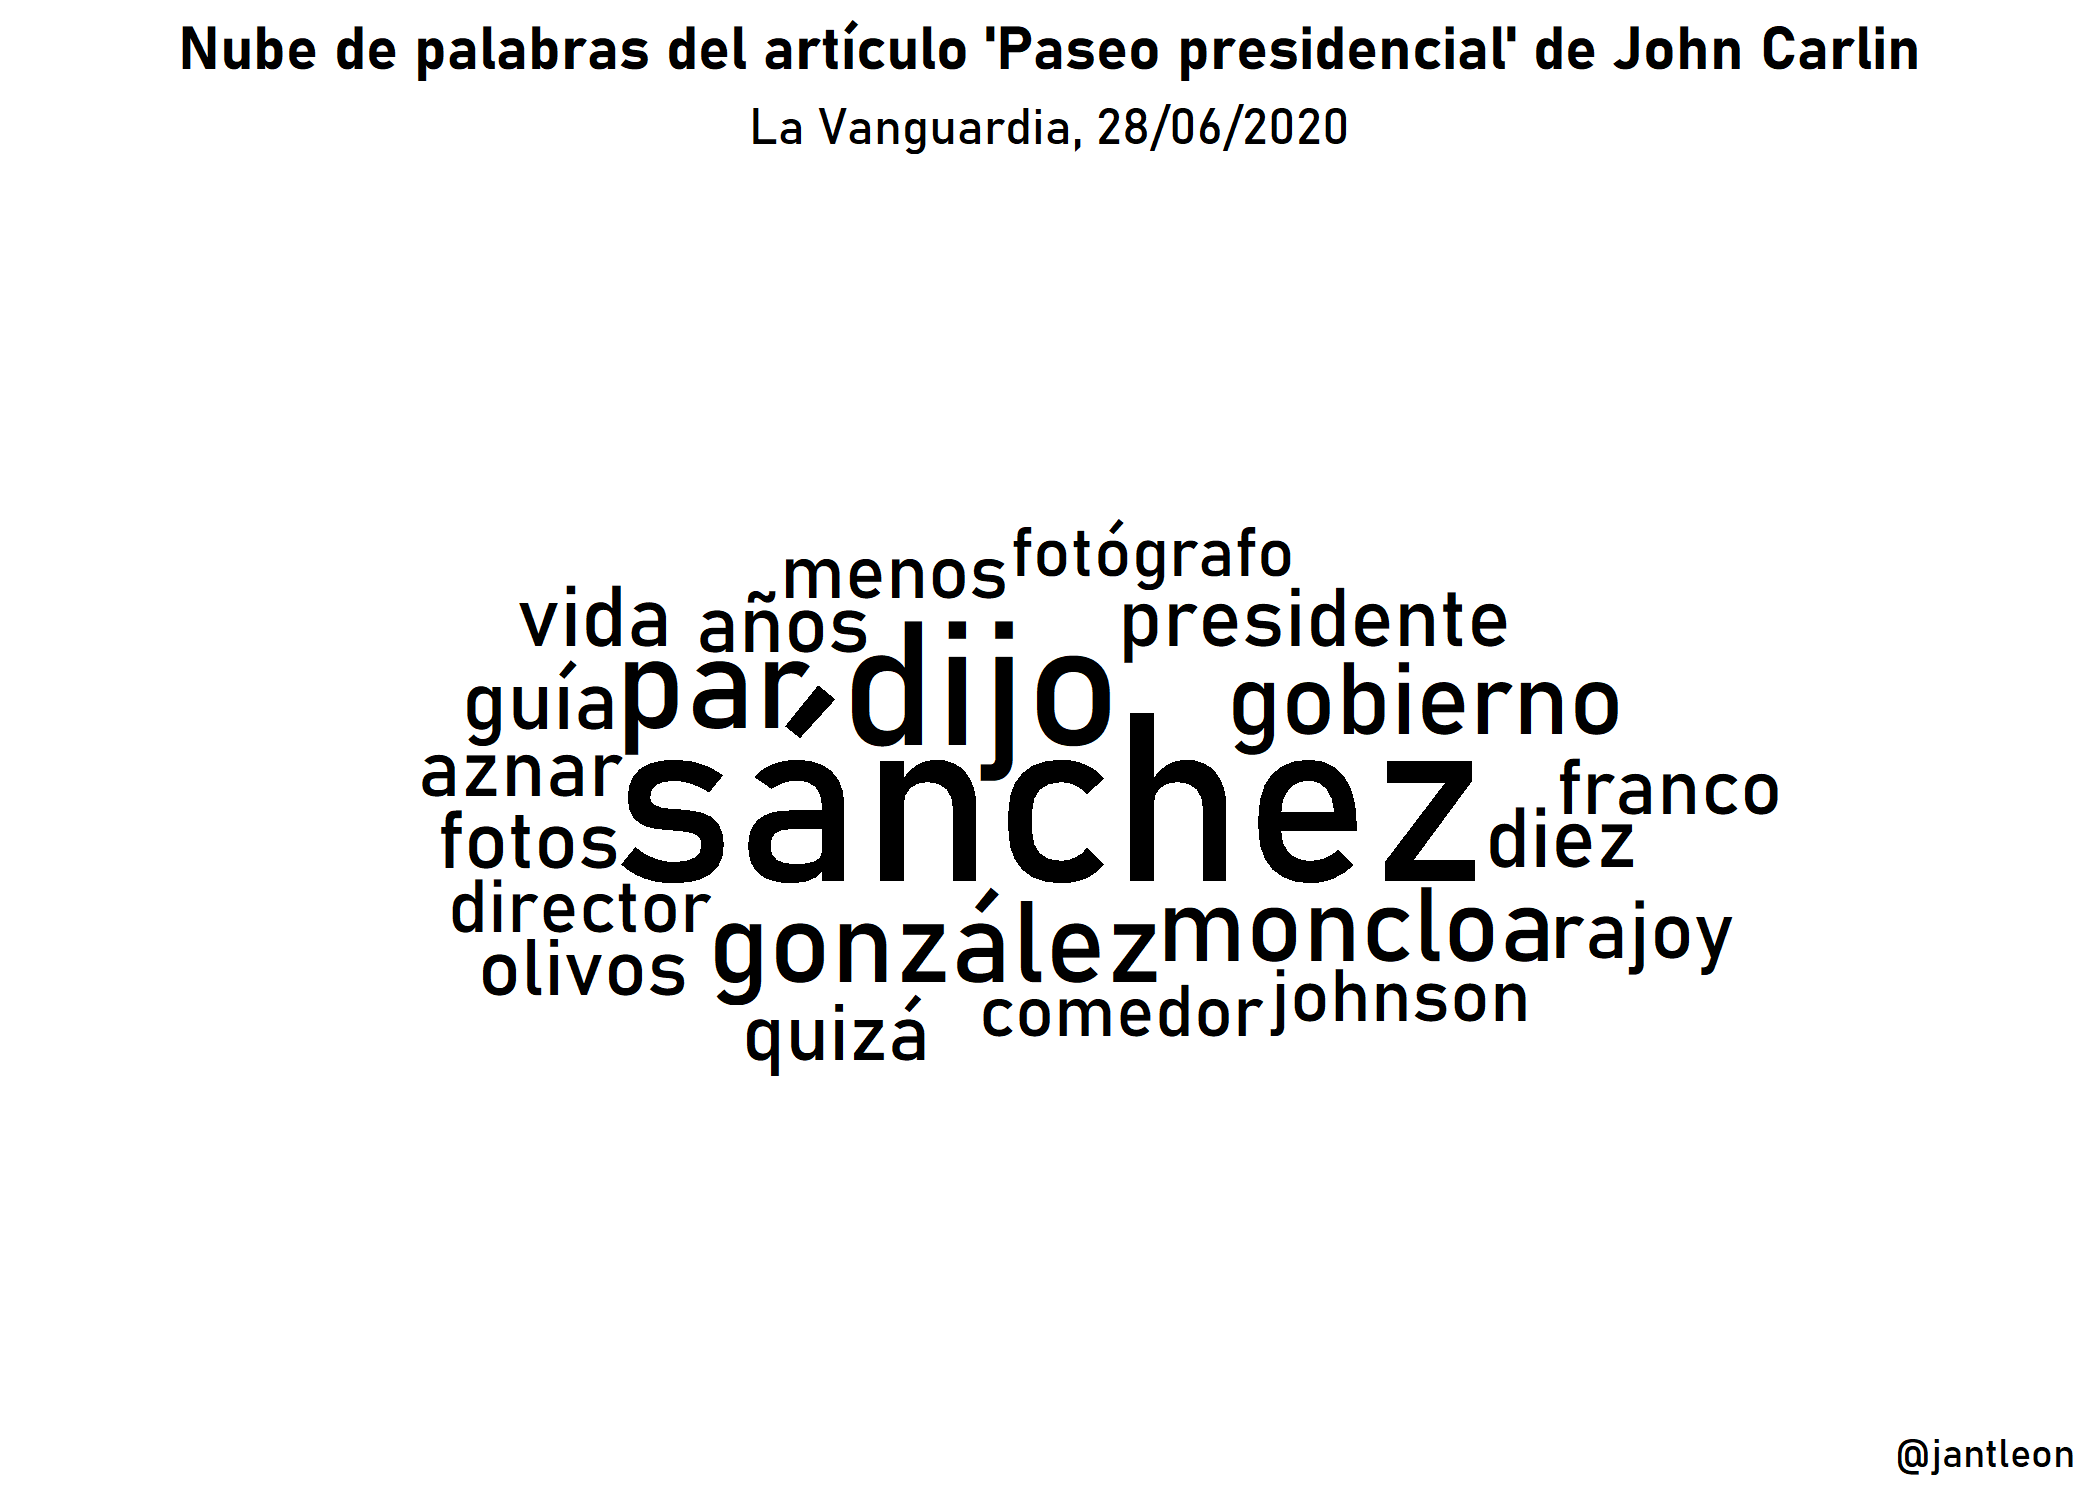 Nube de palabras del artículo 'Paseo presidencial' de John Carlin
La Vanguardia, 28/06/2020
fotógrafo
menos
vida
años
presidente
par
dijo
guía
gobierno
aznar
sánchez
franco
fotos
diez
director
gonzález
moncloa
rajoy
olivos
quizá
comedor
johnson
@jantleon